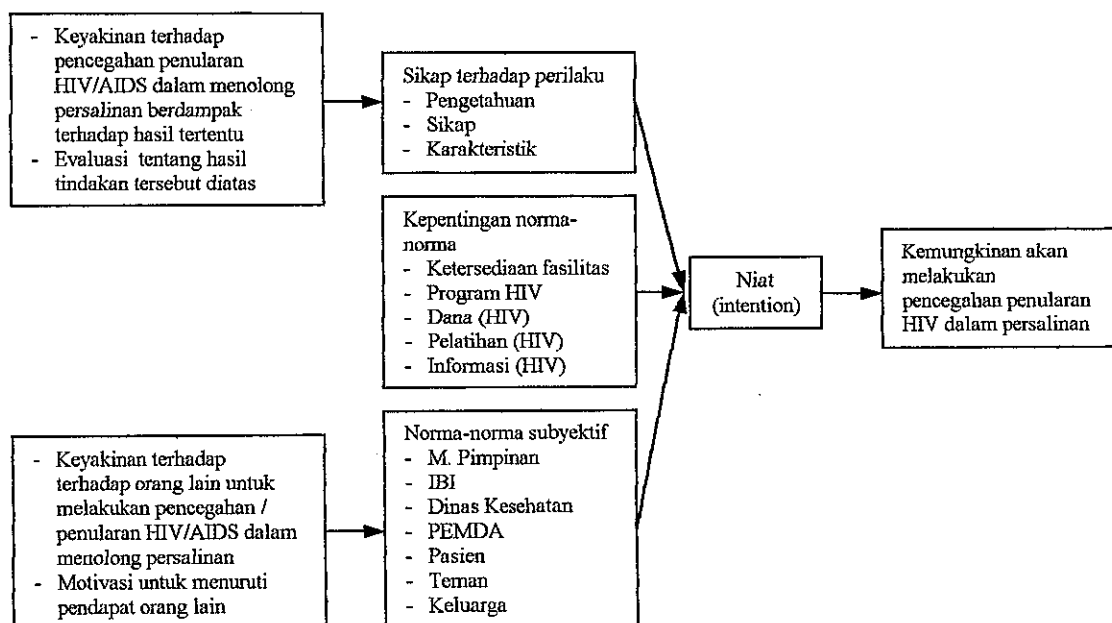 - Keyakinan terhadap
pencegahan penularan
HIV/AIDS dalam menolong
persalinan berdampak
terhadap hasil tertentu
- Evaluasi tentang hasil
tindakan tersebut diatas
Sikap terhadap perilaku
- Pengetahuan
- Sikap
- Karakteristik
Kepentingan norma-
norma
- Ketersediaan fasilitas
- Program HIV
- Dana (HIV)
- Pelatihan (HIV)
- Informasi (HIV)
- Keyakinan terhadap
terhadap orang lain untuk
melakukan pencegahan /
penularan HIV/AIDS dalam
menolong persalinan
- Motivasi untuk menuruti
pendapat orang lain
Norma-norma subyektif
- M. Pimpinan
- IBI
- Dinas Kesehatan
- PEMDA
- Pasien
- Teman
- Keluarga
Niat
(intention)
Kemungkinan akan
melakukan
pencegahan penularan
HIV dalam persalinan